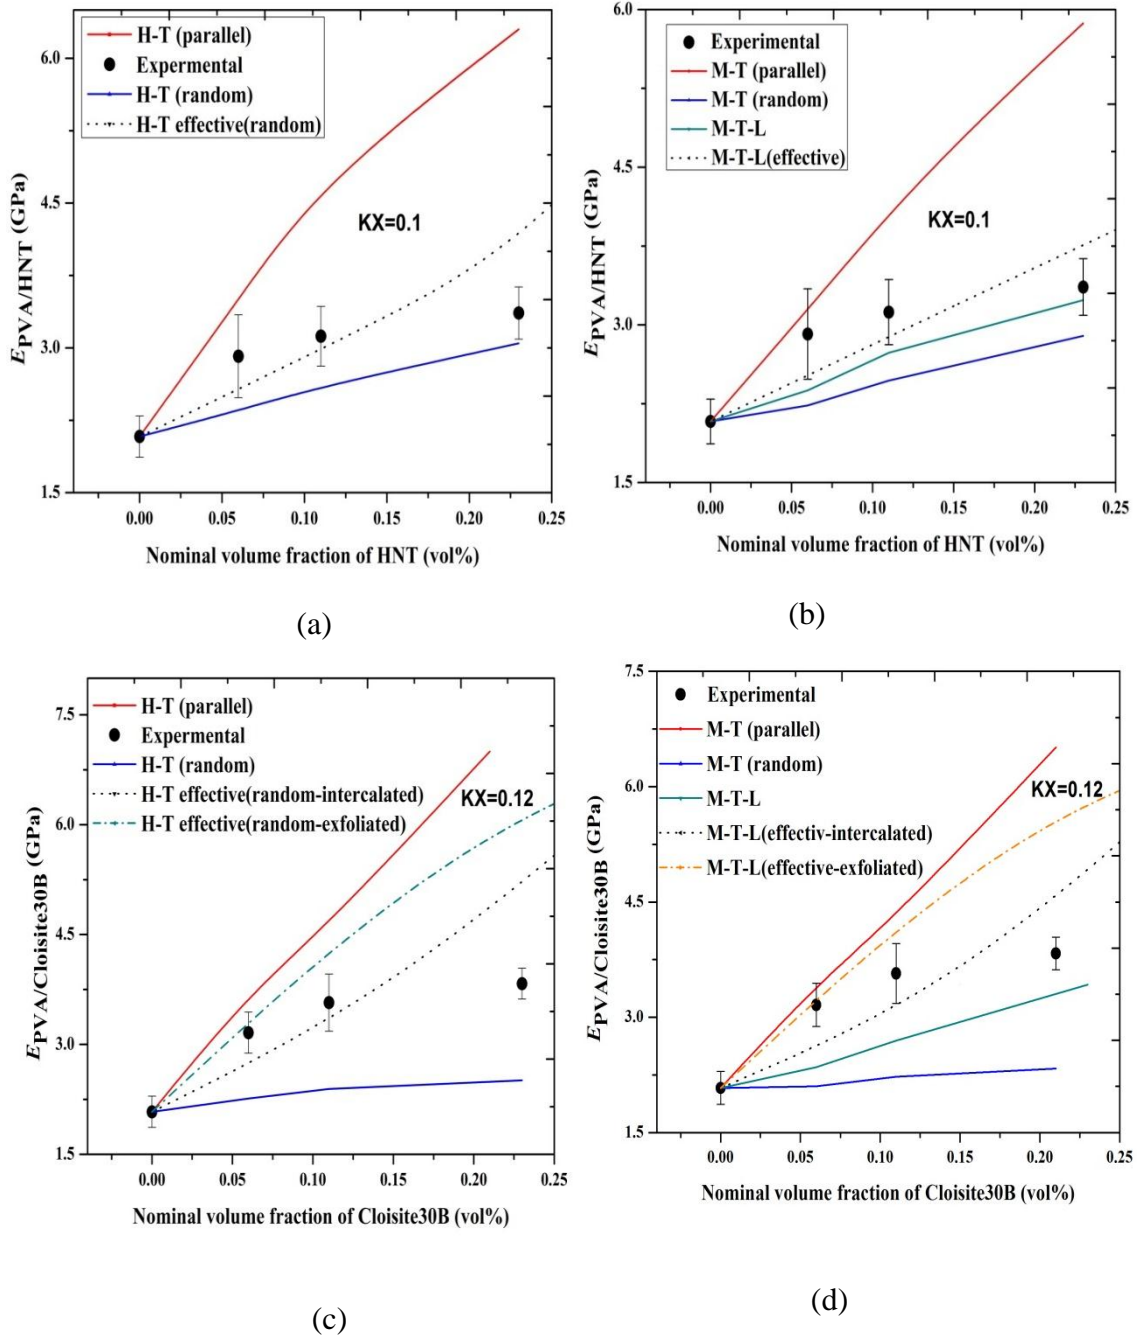 H-T (parallel)
Expermental
H-T (random)
H-T effective(random)
6.0
4.5
3.0
1.5
EPVA/HNT (GPa)
KX=0.1
0.00 0.05 0.10 0.15 0.20 0.25
Nominal volume fraction of HNT (vol%)
(a)
Experimental
M-T (parallel)
M-T (random)
M-T-L
M-T-L(effective)
6.0
4.5
3.0
1.5
EPVA/HNT (GPa)
KX=0.1
0.00 0.05 0.10 0.15 0.20 0.25
Nominal volume fraction of HNT (vol%)
(b)
H-T (parallel)
Expermental
H-T (random)
H-T effective(random-intercalated)
H-T effective(random-exfoliated)
7.5
6.0
4.5
3.0
1.5
EPVA/Cloisite30B (GPa)
KX=0.12
0.00 0.05 0.10 0.15 0.20 0.25
Nominal volume fraction of Cloisite30B (vol%)
(c)
Experimental
M-T (parallel)
M-T (random)
M-T-L
M-T-L(effectiv-intercalated)
M-T-L(effective-exfoliated)
7.5
6.0
4.5
3.0
1.5
EPVA/Cloisite30B (GPa)
KX=0.12
0.00 0.05 0.10 0.15 0.20 0.25
Nominal volume fraction of Cloisite30B (vol%)
(d)